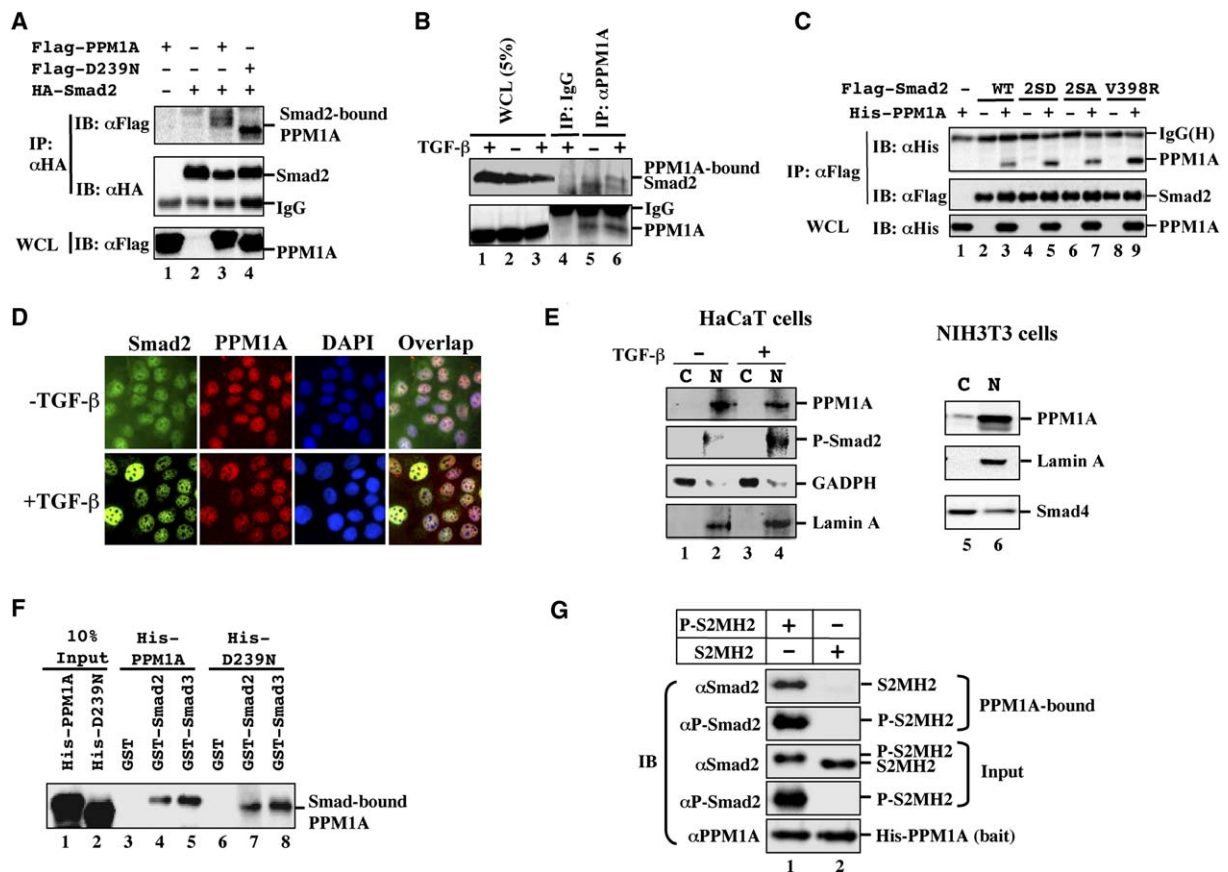 A
Flag-PPM1A + – + –
Flag-D239N – – – +
HA-Smad2 – + + +
IP: αHA
IB: αFlag
Smad2-bound PPM1A
IB: αHA
Smad2
IgG
WCL
IB: αFlag
PPM1A
1 2 3 4
B
WCL (5%)
IP: IgG
IP: αPPM1A
TGF-β + – + + – +
PPM1A-bound
Smad2
IgG
PPM1A
1 2 3 4 5 6
C
Flag-Smad2 – WT 2SD 2SA V398R
His-PPM1A + – + – + – + – +
IP: αFlag
IB: αHis
IgG(H)
PPM1A
IB: αFlag
Smad2
WCL
IB: αHis
PPM1A
1 2 3 4 5 6 7 8 9
D
Smad2 PPM1A DAPI Overlap
-TGF-β
+TGF-β
E
HaCaT cells
TGF-β – +
C N C N
PPM1A
P-Smad2
GADPH
Lamin A
1 2 3 4
NIH3T3 cells
C N
PPM1A
Lamin A
Smad4
5 6
F
10% Input
His-PPM1A
His-D239N
His-PPM1A
His-D239N
GST
GST-Smad2
GST-Smad3
GST
GST-Smad2
GST-Smad3
Smad-bound
PPM1A
1 2 3 4 5 6 7 8
G
P-S2MH2 + –
S2MH2 – +
IB
αSmad2
S2MH2
αP-Smad2
P-S2MH2
PPM1A-bound
αSmad2
P-S2MH2
S2MH2
αP-Smad2
P-S2MH2
Input
αPPM1A
His-PPM1A (bait)
1 2